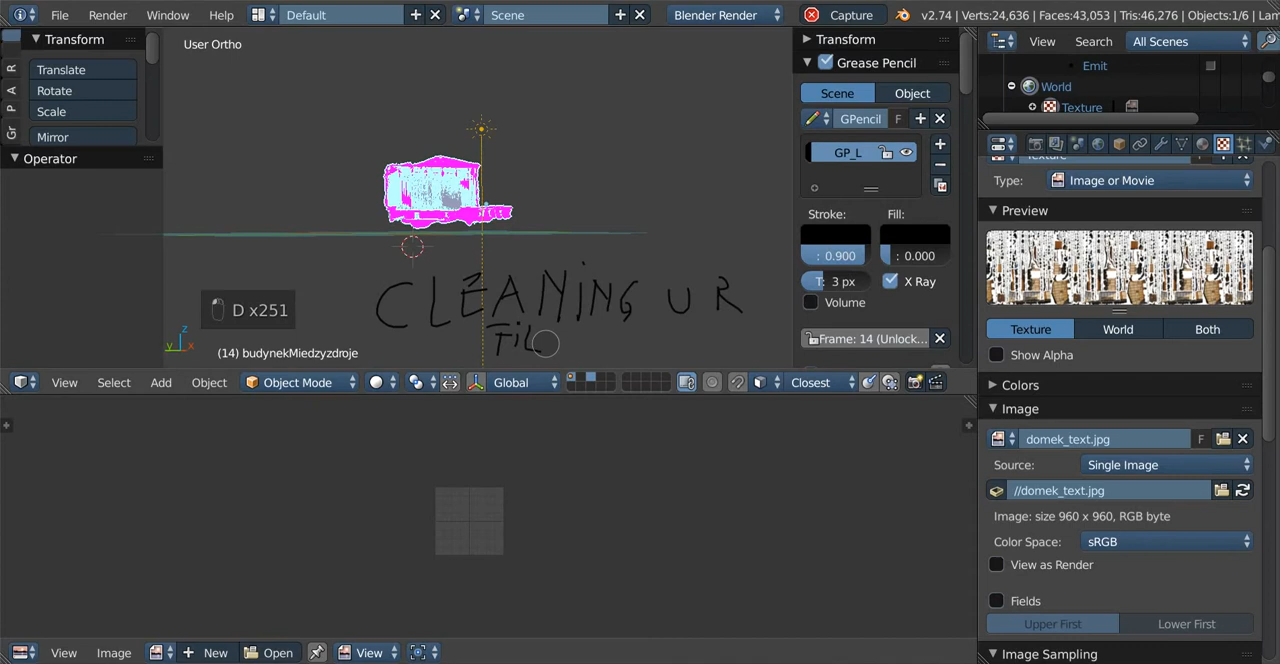 File Render Window Help Default Scene Blender Render Capture v2.74 | Verts:24,636 | Faces:43,053 | Tris:46,276 | Objects:1/6 | Lam
Transform
Translate
Rotate
Scale
Mirror
Operator
R
A
P
Gr
User Ortho
D x251
CLEANING UR
FIL
z
y
x
(14) budynekMiedzyzdroje
Transform
Grease Pencil
Scene Object
GPencil F
GP_L
Stroke: Fill:
: 0.900 : 0.000
T: 3 px X Ray
Volume
Frame: 14 (Unlock...
View Select Add Object Object Mode Global Closest
View Image New Open View
View Search All Scenes
Emit
World
Texture
Type: Image or Movie
Preview
Texture World Both
Show Alpha
Colors
Image
domek_text.jpg F
Source: Single Image
//domek_text.jpg
Image: size 960 x 960, RGB byte
Color Space: sRGB
View as Render
Fields
Upper First Lower First
Image Sampling